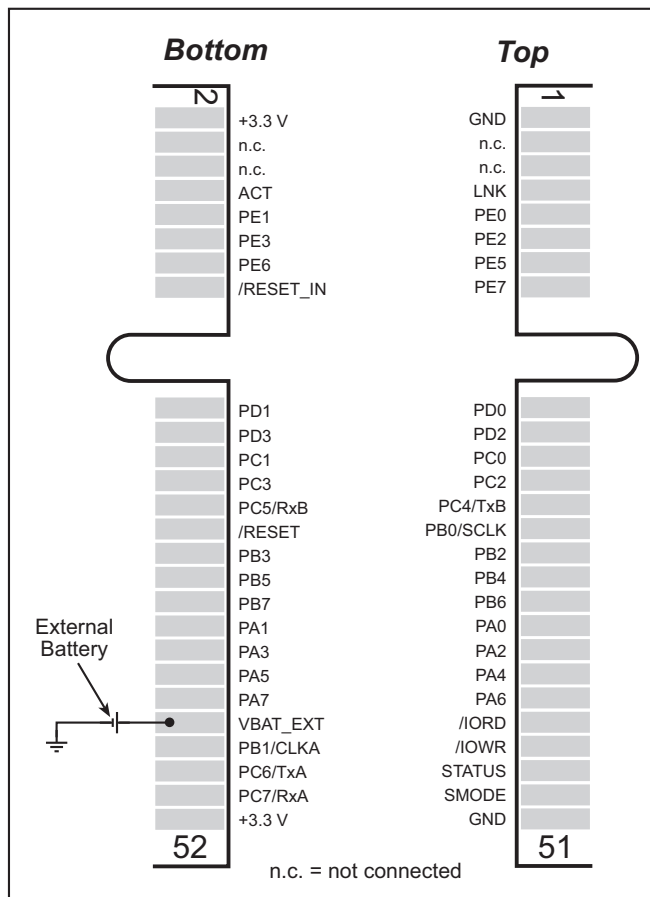 Bottom Top
2 1
+3.3 V GND
n.c. n.c.
n.c. n.c.
ACT LNK
PE1 PE0
PE3 PE2
PE6 PE5
/RESET_IN PE7
PD1 PD0
PD3 PD2
PC1 PC0
PC3 PC2
PC5/RxB PC4/TxB
/RESET PB0/SCLK
PB3 PB2
PB5 PB4
PB7 PB6
External
Battery
PA1 PA0
PA3 PA2
PA5 PA4
PA7 PA6
VBAT_EXT /IORD
PB1/CLKA /IOWR
PC6/TxA STATUS
PC7/RxA SMODE
+3.3 V GND
52 51
n.c. = not connected